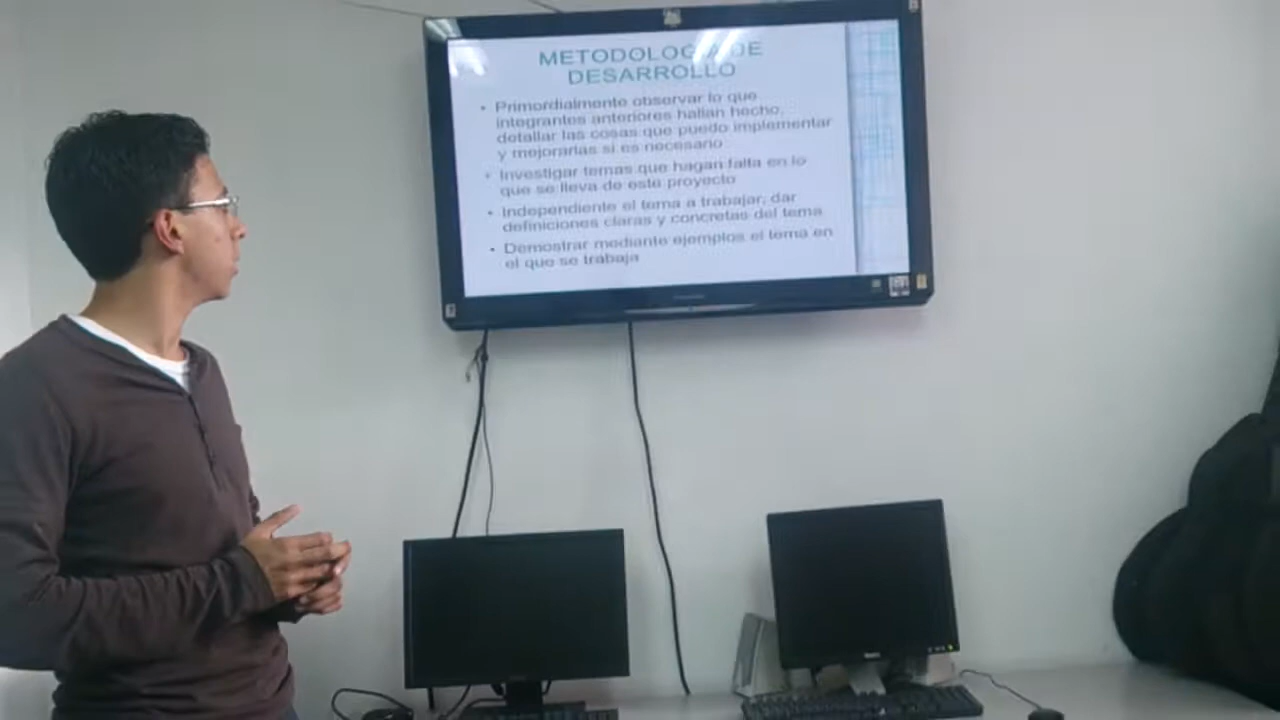 METODOLOGÍA DE
DESARROLLO
• Primordialmente observar lo que
integrantes anteriores hallan hecho,
detallar las cosas que puedo implementar
y mejorarlas si es necesario
• Investigar temas que hagan falta en lo
que se lleva de este proyecto
• Independiente el tema a trabajar, dar
definiciones claras y concretas del tema
• Demostrar mediante ejemplos el tema en
el que se trabaja